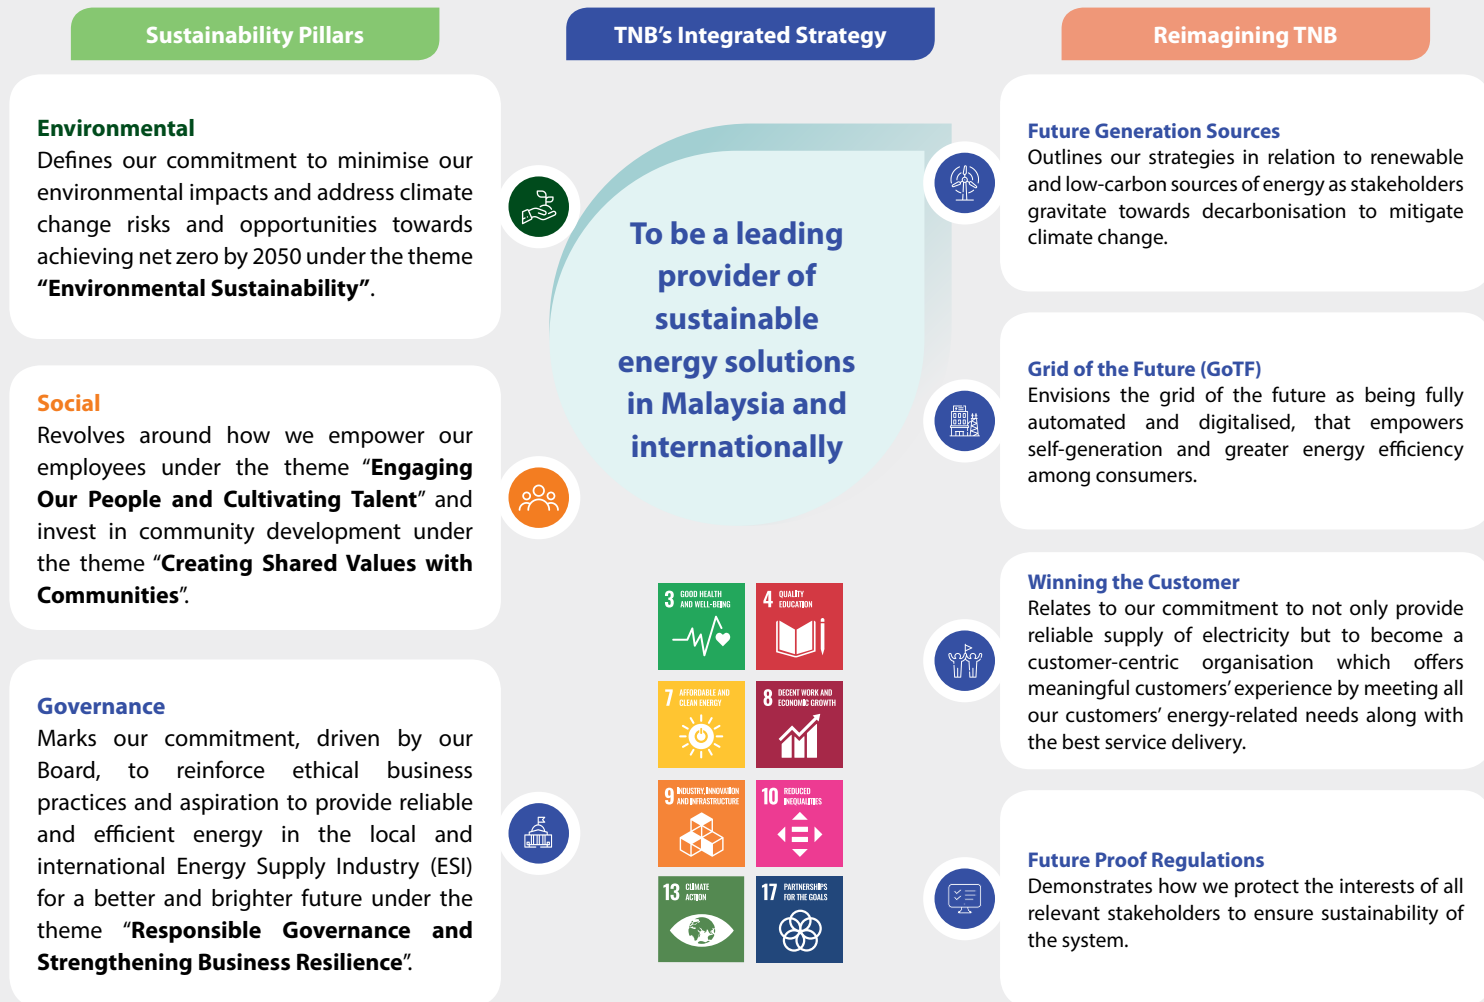 Sustainability Pillars
TNB's Integrated Strategy
Reimagining TNB
Environmental
Defines our commitment to minimise our
environmental impacts and address climate
change risks and opportunities towards
achieving net zero by 2050 under the theme
“Environmental Sustainability”.
Social
Revolves around how we empower our
employees under the theme “Engaging
Our People and Cultivating Talent” and
invest in community development under
the theme “Creating Shared Values with
Communities”.
Governance
Marks our commitment, driven by our
Board, to reinforce ethical business
practices and aspiration to provide reliable
and efficient energy in the local and
international Energy Supply Industry (ESI)
for a better and brighter future under the
theme “Responsible Governance and
Strengthening Business Resilience”.
To be a leading
provider of
sustainable
energy solutions
in Malaysia and
internationally
3 GOOD HEALTH
AND WELL-BEING
4 QUALITY
EDUCATION
7 AFFORDABLE AND
CLEAN ENERGY
8 DECENT WORK AND
ECONOMIC GROWTH
9 INDUSTRY, INNOVATION
AND INFRASTRUCTURE
10 REDUCED
INEQUALITIES
13 CLIMATE
ACTION
17 PARTNERSHIPS
FOR THE GOALS
Future Generation Sources
Outlines our strategies in relation to renewable
and low-carbon sources of energy as stakeholders
gravitate towards decarbonisation to mitigate
climate change.
Grid of the Future (GoTF)
Envisions the grid of the future as being fully
automated and digitalised, that empowers
self-generation and greater energy efficiency
among consumers.
Winning the Customer
Relates to our commitment to not only provide
reliable supply of electricity but to become a
customer-centric organisation which offers
meaningful customers’ experience by meeting all
our customers’ energy-related needs along with
the best service delivery.
Future Proof Regulations
Demonstrates how we protect the interests of all
relevant stakeholders to ensure sustainability of
the system.